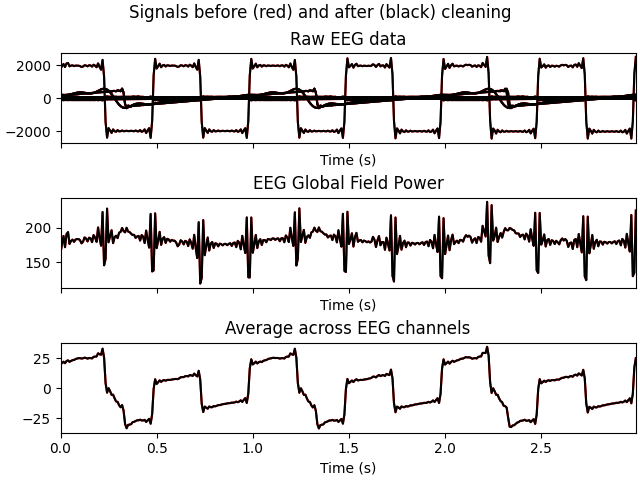 Signals before (red) and after (black) cleaning
Raw EEG data
2000
0
−2000
Time (s)
EEG Global Field Power
200
150
Time (s)
Average across EEG channels
25
0
−25
0.0 0.5 1.0 1.5 2.0 2.5
Time (s)